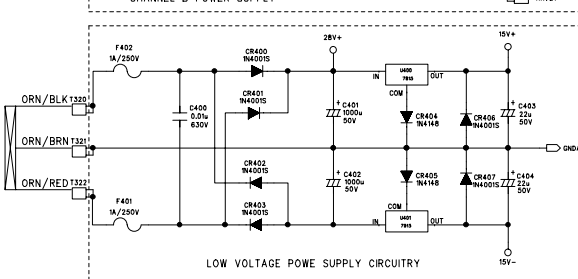 CHANNEL B POWER SUPPLY
F402
1A/250V
ORN/BLK T320
ORN/BRN T321
ORN/RED T322
F401
1A/250V
C400
0.01u
630V
CR400
1N4001S
CR401
1N4001S
CR402
1N4001S
CR403
1N4001S
28V+
C401
1000u
50V
C402
1000u
50V
IN
U400
7815
OUT
COM
CR404
1N4148
CR405
1N4148
COM
IN
U401
7915
OUT
CR406
1N4001S
CR407
1N4001S
15V+
C403
22u
50V
C404
22u
50V
15V-
GNDA
LOW VOLTAGE POWE SUPPLY CIRCUITRY